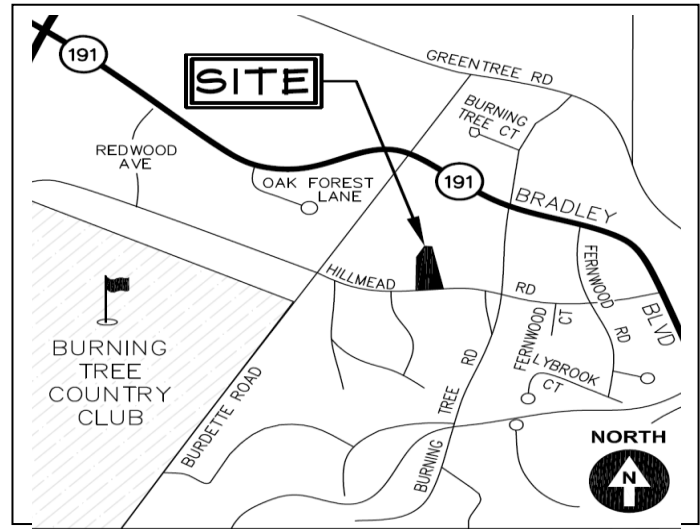 191
SITE
GREENTREE RD
BURNING
TREE CT
REDWOOD
AVE
OAK FOREST
LANE
191
BRADLEY
BLVD
HILLMEAD
RD
FERNWOOD
RD
FERNWOOD
CT
LYBROOK
CT
BURNING
TREE
RD
BURNING
TREE
COUNTRY
CLUB
BURDETTE ROAD
NORTH
N